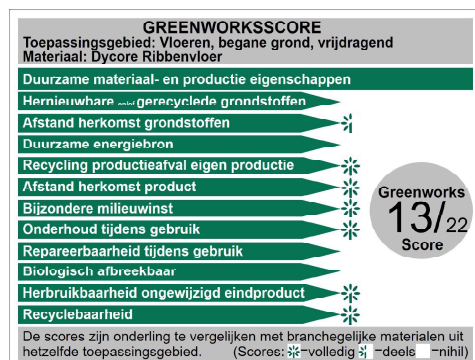 GREENWORKSSCORE
Toepassingsgebied: Vloeren, begane grond, vrijdragend
Materiaal: Dycore Ribbenvloer
Duurzame materiaal- en productie eigenschappen
Hernieuwbare en/of gerecyclede grondstoffen
Afstand herkomst grondstoffen
Duurzame energiebron
Recycling productieafval eigen productie
Afstand herkomst product
Bijzondere milieuwinst
Onderhoud tijdens gebruik
Repareerbaarheid tijdens gebruik
Biologisch afbreekbaar
Herbruikbaarheid ongewijzigd eindproduct
Recyclebaarheid
Greenworks
13/22
Score
De scores zijn onderling te vergelijken met branchegelijke materialen uit
hetzelfde toepassingsgebied. (Scores: =volledig =deels =nihil)